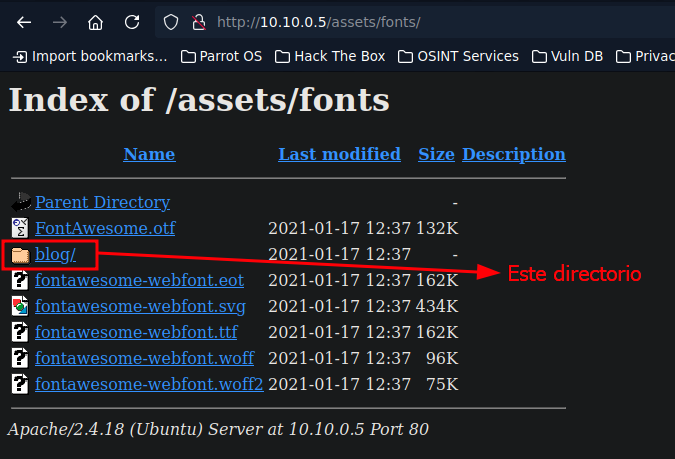 http://10.10.0.5/assets/fonts/
Import bookmarks... Parrot OS Hack The Box OSINT Services Vuln DB Privac
Index of /assets/fonts
Name Last modified Size Description
Parent Directory -
FontAwesome.otf 2021-01-17 12:37 132K
blog/ 2021-01-17 12:37 -
Este directorio
fontawesome-webfont.eot 2021-01-17 12:37 162K
fontawesome-webfont.svg 2021-01-17 12:37 434K
fontawesome-webfont.ttf 2021-01-17 12:37 162K
fontawesome-webfont.woff 2021-01-17 12:37 96K
fontawesome-webfont.woff2 2021-01-17 12:37 75K
Apache/2.4.18 (Ubuntu) Server at 10.10.0.5 Port 80